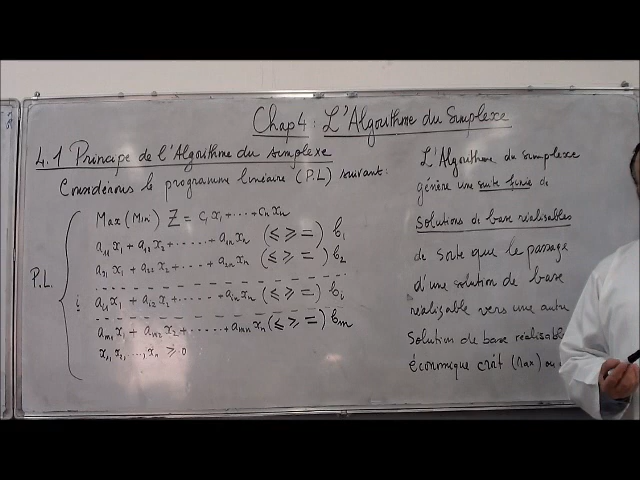 Chap4 : L'Algorithme du Simplexe
4.1 Principe de l'Algorithme du simplexe
Considérons le programme linéaire (P.L) suivant:
P.L.
Max (Min) Z = c₁x₁ + ..... + cₙxₙ
a₁₁x₁ + a₁₂x₂ + ...... + a₁ₙxₙ (≤ ≥ =) b₁
a₂₁x₁ + a₂₂x₂ + ...... + a₂ₙxₙ (≤ ≥ =) b₂
i aᵢ₁x₁ + aᵢ₂x₂ + ...... + aᵢₙxₙ (≤ ≥ =) bᵢ
aₘ₁x₁ + aₘ₂x₂ + ...... + aₘₙxₙ (≤ ≥ =) bₘ
x₁, x₂, ..., xₙ ≥ 0
L'Algorithme du simplexe
génère une suite finie de
solutions de base réalisables
de sorte que le passage
d'une solution de base
réalisable vers une autre
solution de base réalisable
économique croit (Max) ou